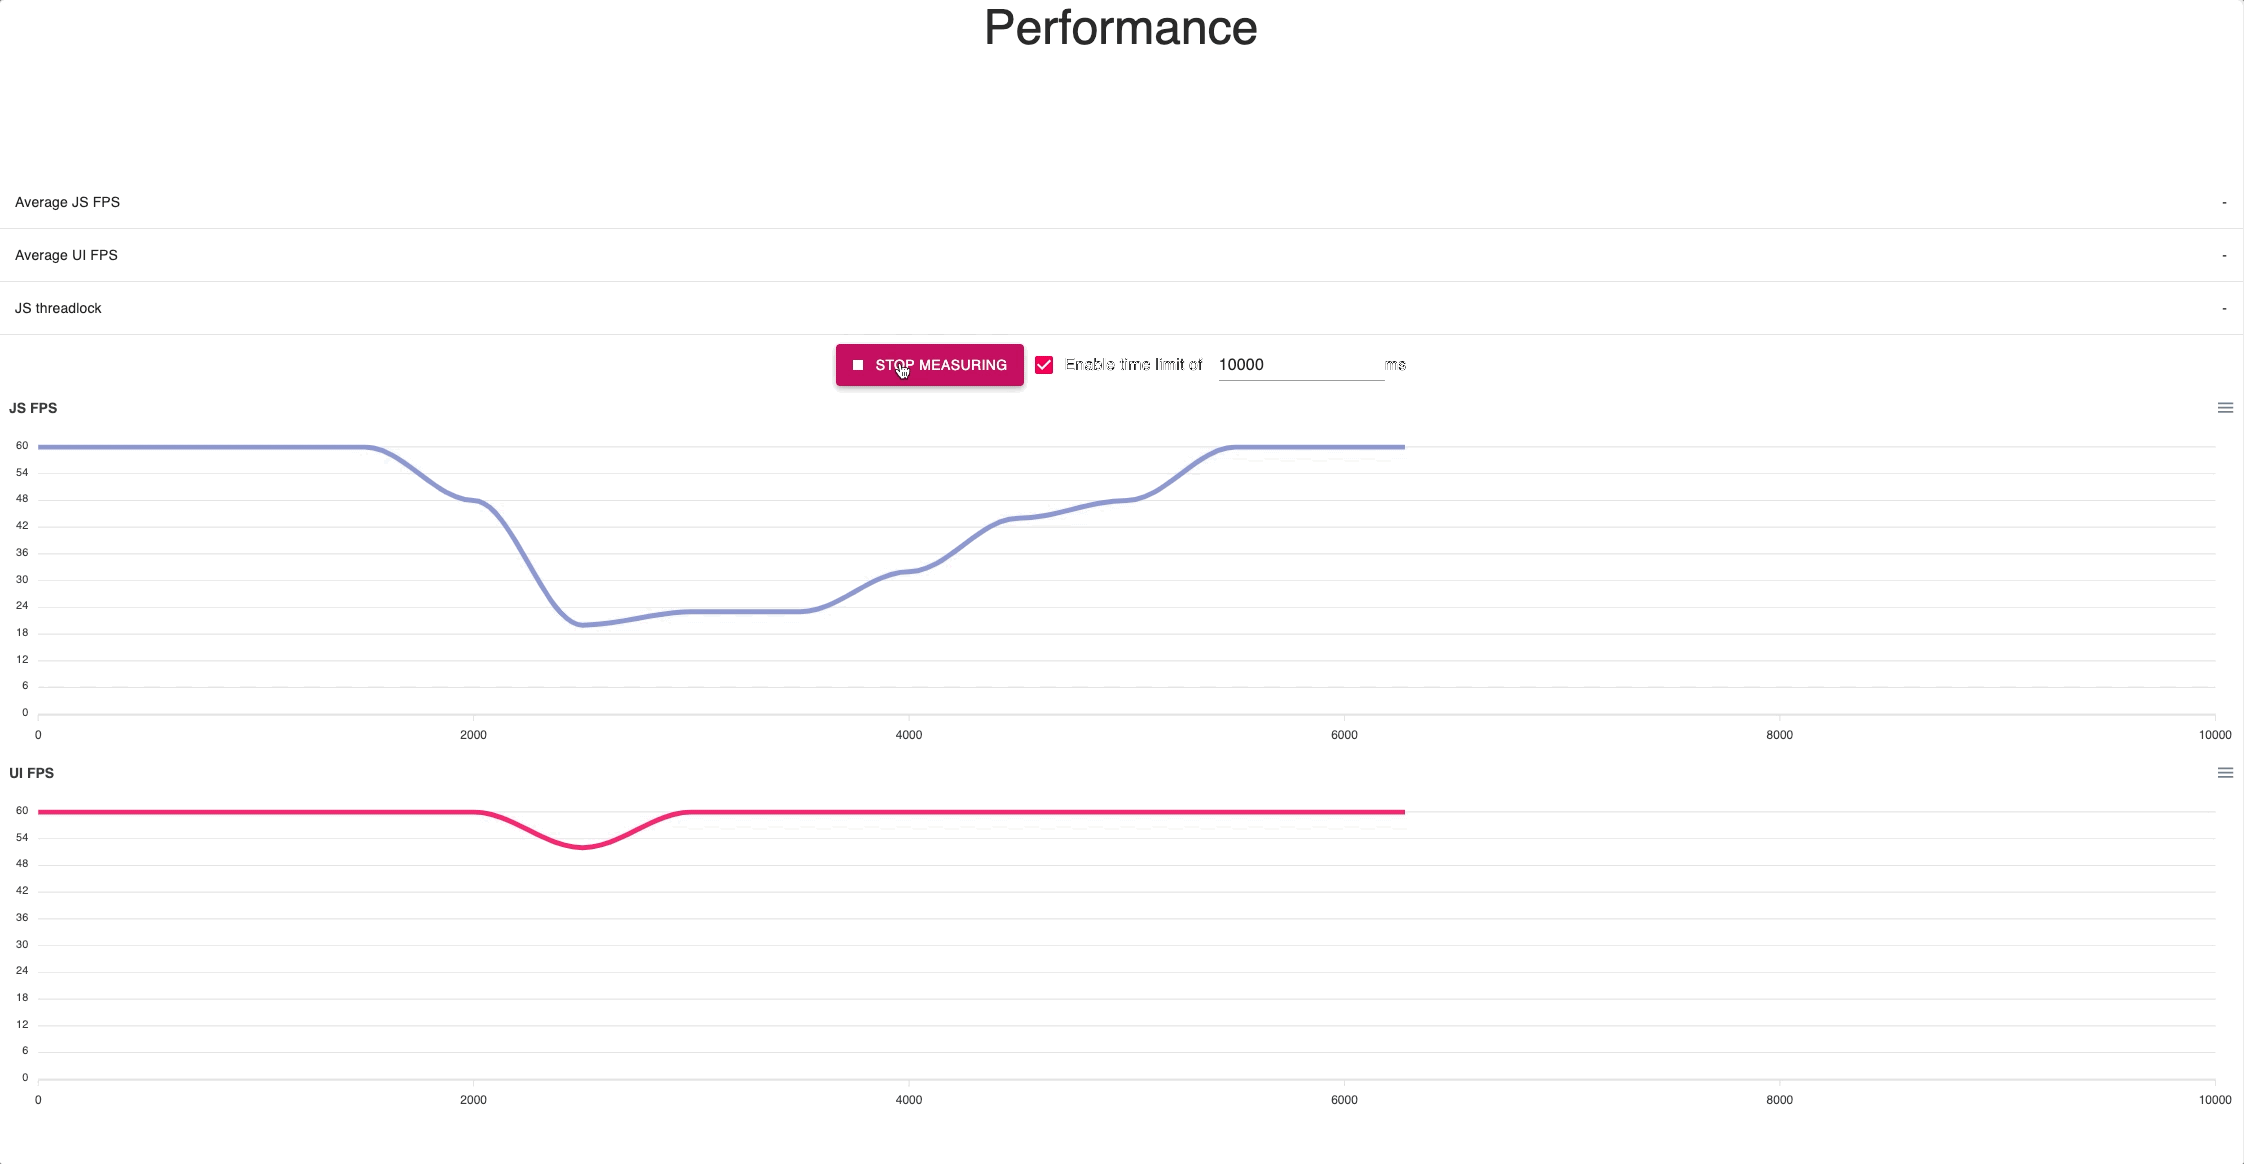 Performance
Average JS FPS -
Average UI FPS -
JS threadlock -
STOP MEASURING Enable time limit of 10000 ms
JS FPS
60
54
48
42
36
30
24
18
12
6
0
0 2000 4000 6000 8000 10000
UI FPS
60
54
48
42
36
30
24
18
12
6
0
0 2000 4000 6000 8000 10000